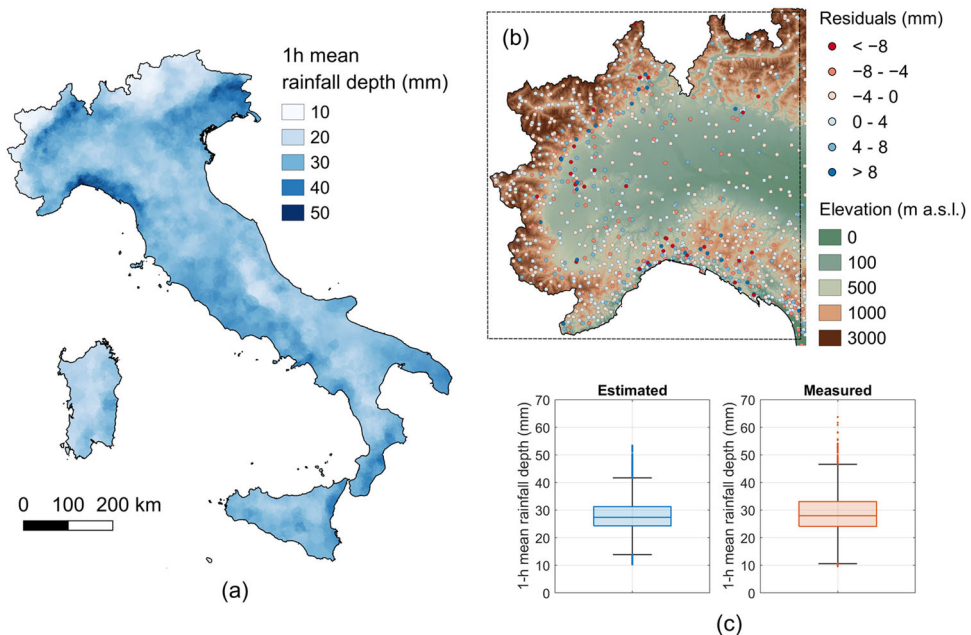 1h mean
rainfall depth (mm)
10
20
30
40
50
0 100 200 km
(a)
(b)
Residuals (mm)
< −8
−8 - −4
−4 - 0
0 - 4
4 - 8
> 8
Elevation (m a.s.l.)
0
100
500
1000
3000
Estimated
1-h mean rainfall depth (mm)
70
60
50
40
30
20
10
0
Measured
1-h mean rainfall depth (mm)
70
60
50
40
30
20
10
0
(c)